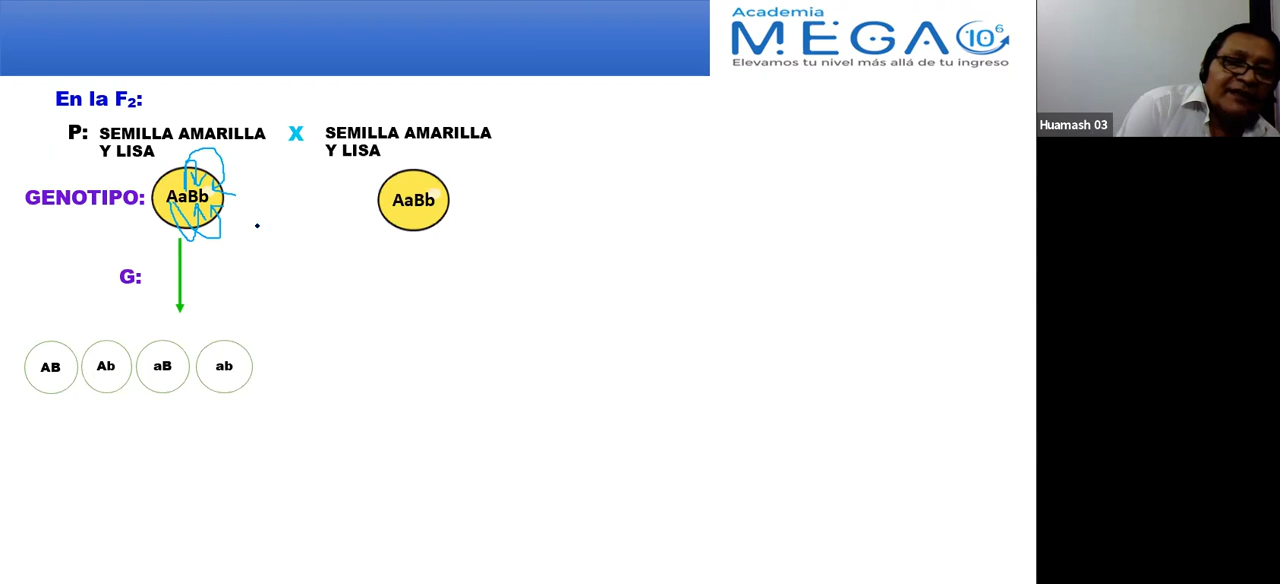 Academia
MEGA 10⁶
Elevamos tu nivel más allá de tu ingreso
Huamash 03
En la F₂:
P: SEMILLA AMARILLA Y LISA X SEMILLA AMARILLA Y LISA
GENOTIPO: AaBb AaBb
G:
AB Ab aB ab